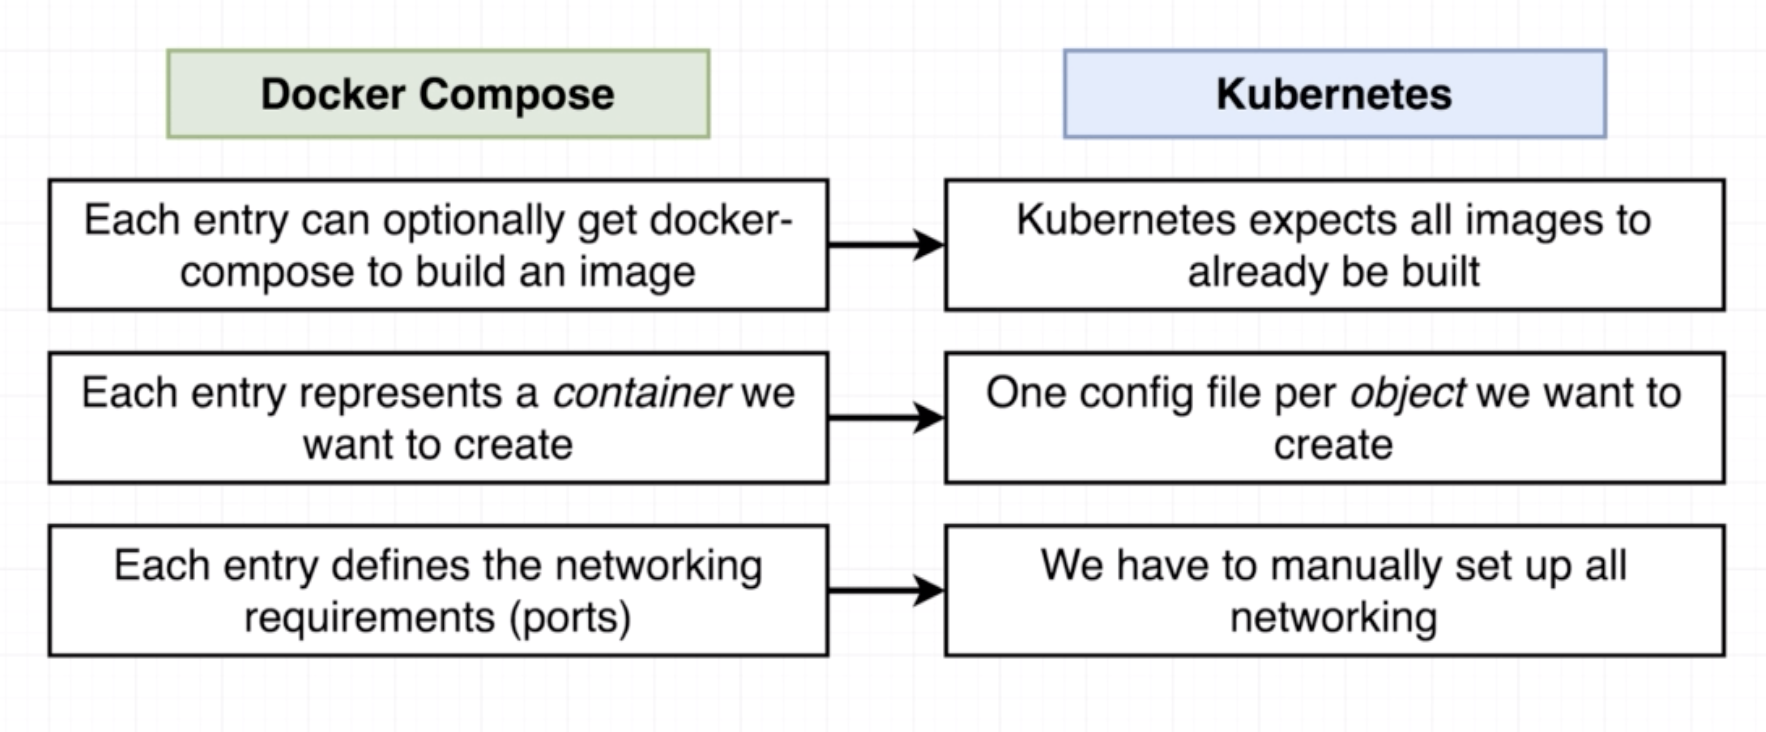 Docker Compose
Kubernetes
Each entry can optionally get docker-
compose to build an image
Kubernetes expects all images to
already be built
Each entry represents a container we
want to create
One config file per object we want to
create
Each entry defines the networking
requirements (ports)
We have to manually set up all
networking